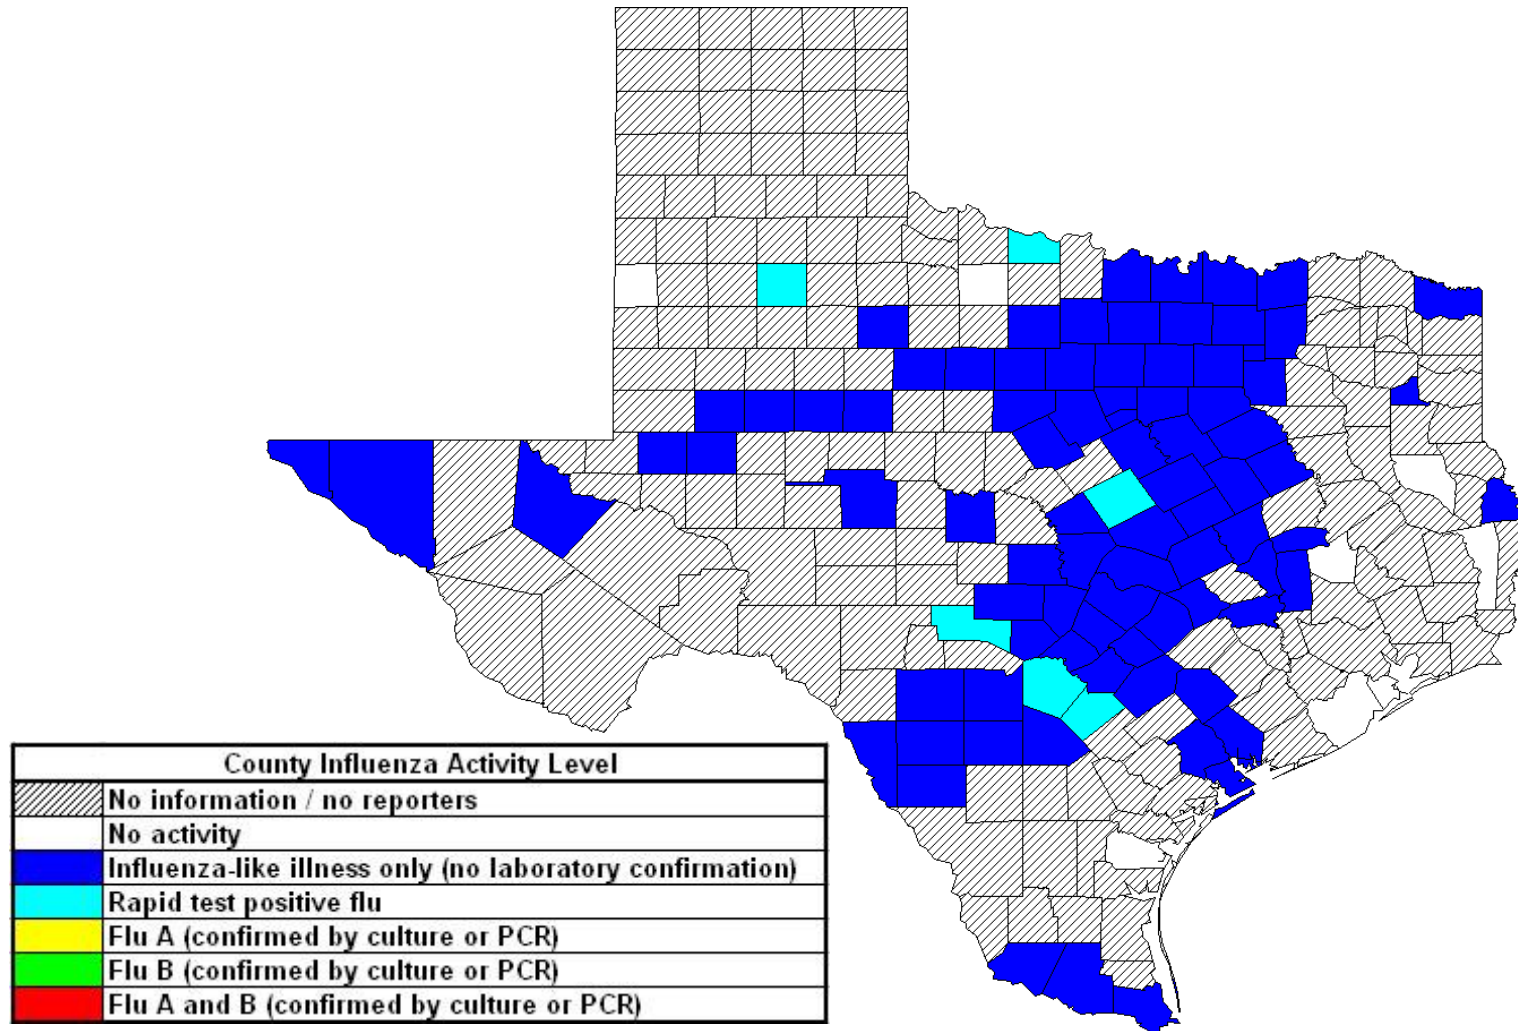 County Influenza Activity Level
No information / no reporters
No activity
Influenza-like illness only (no laboratory confirmation)
Rapid test positive flu
Flu A (confirmed by culture or PCR)
Flu B (confirmed by culture or PCR)
Flu A and B (confirmed by culture or PCR)